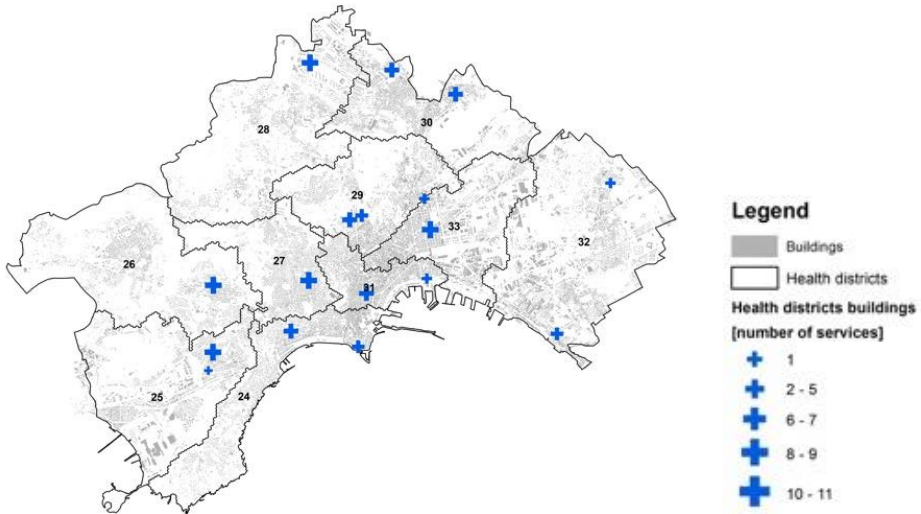 28
30
29
33
32
26
27
31
25
24
Legend
Buildings
Health districts
Health districts buildings
[number of services]
1
2 - 5
6 - 7
8 - 9
10 - 11